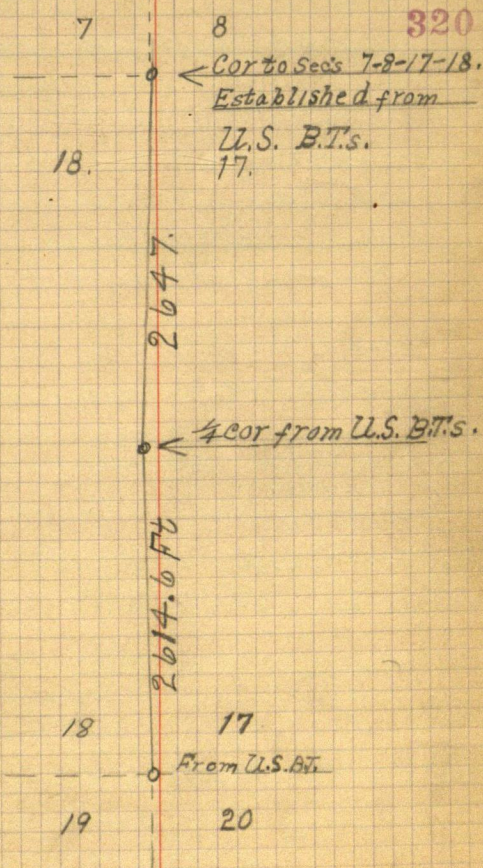 7 8 320
Cor to Secs 7-8-17-18.
Established from
U.S. B.T.s.
18. 17.
2647.
1/4 cor from U.S. B.T.s.
2614.6 Ft
18 17
From U.S.B.T.
19 20